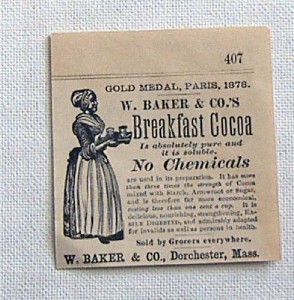 407
GOLD MEDAL, PARIS, 1878.
W. BAKER & CO.'S
Breakfast Cocoa
Is absolutely pure and
it is soluble.
No Chemicals
are used in its preparation. It has more
than three times the strength of Cocoa
mixed with Starch, Arrowroot or Sugar,
and is therefore far more economical,
costing less than one cent a cup. It is
delicious, nourishing, strengthening, EA-
SILY DIGESTED, and admirably adapted
for invalids as well as persons in health.
Sold by Grocers everywhere.
W. BAKER & CO., Dorchester, Mass.